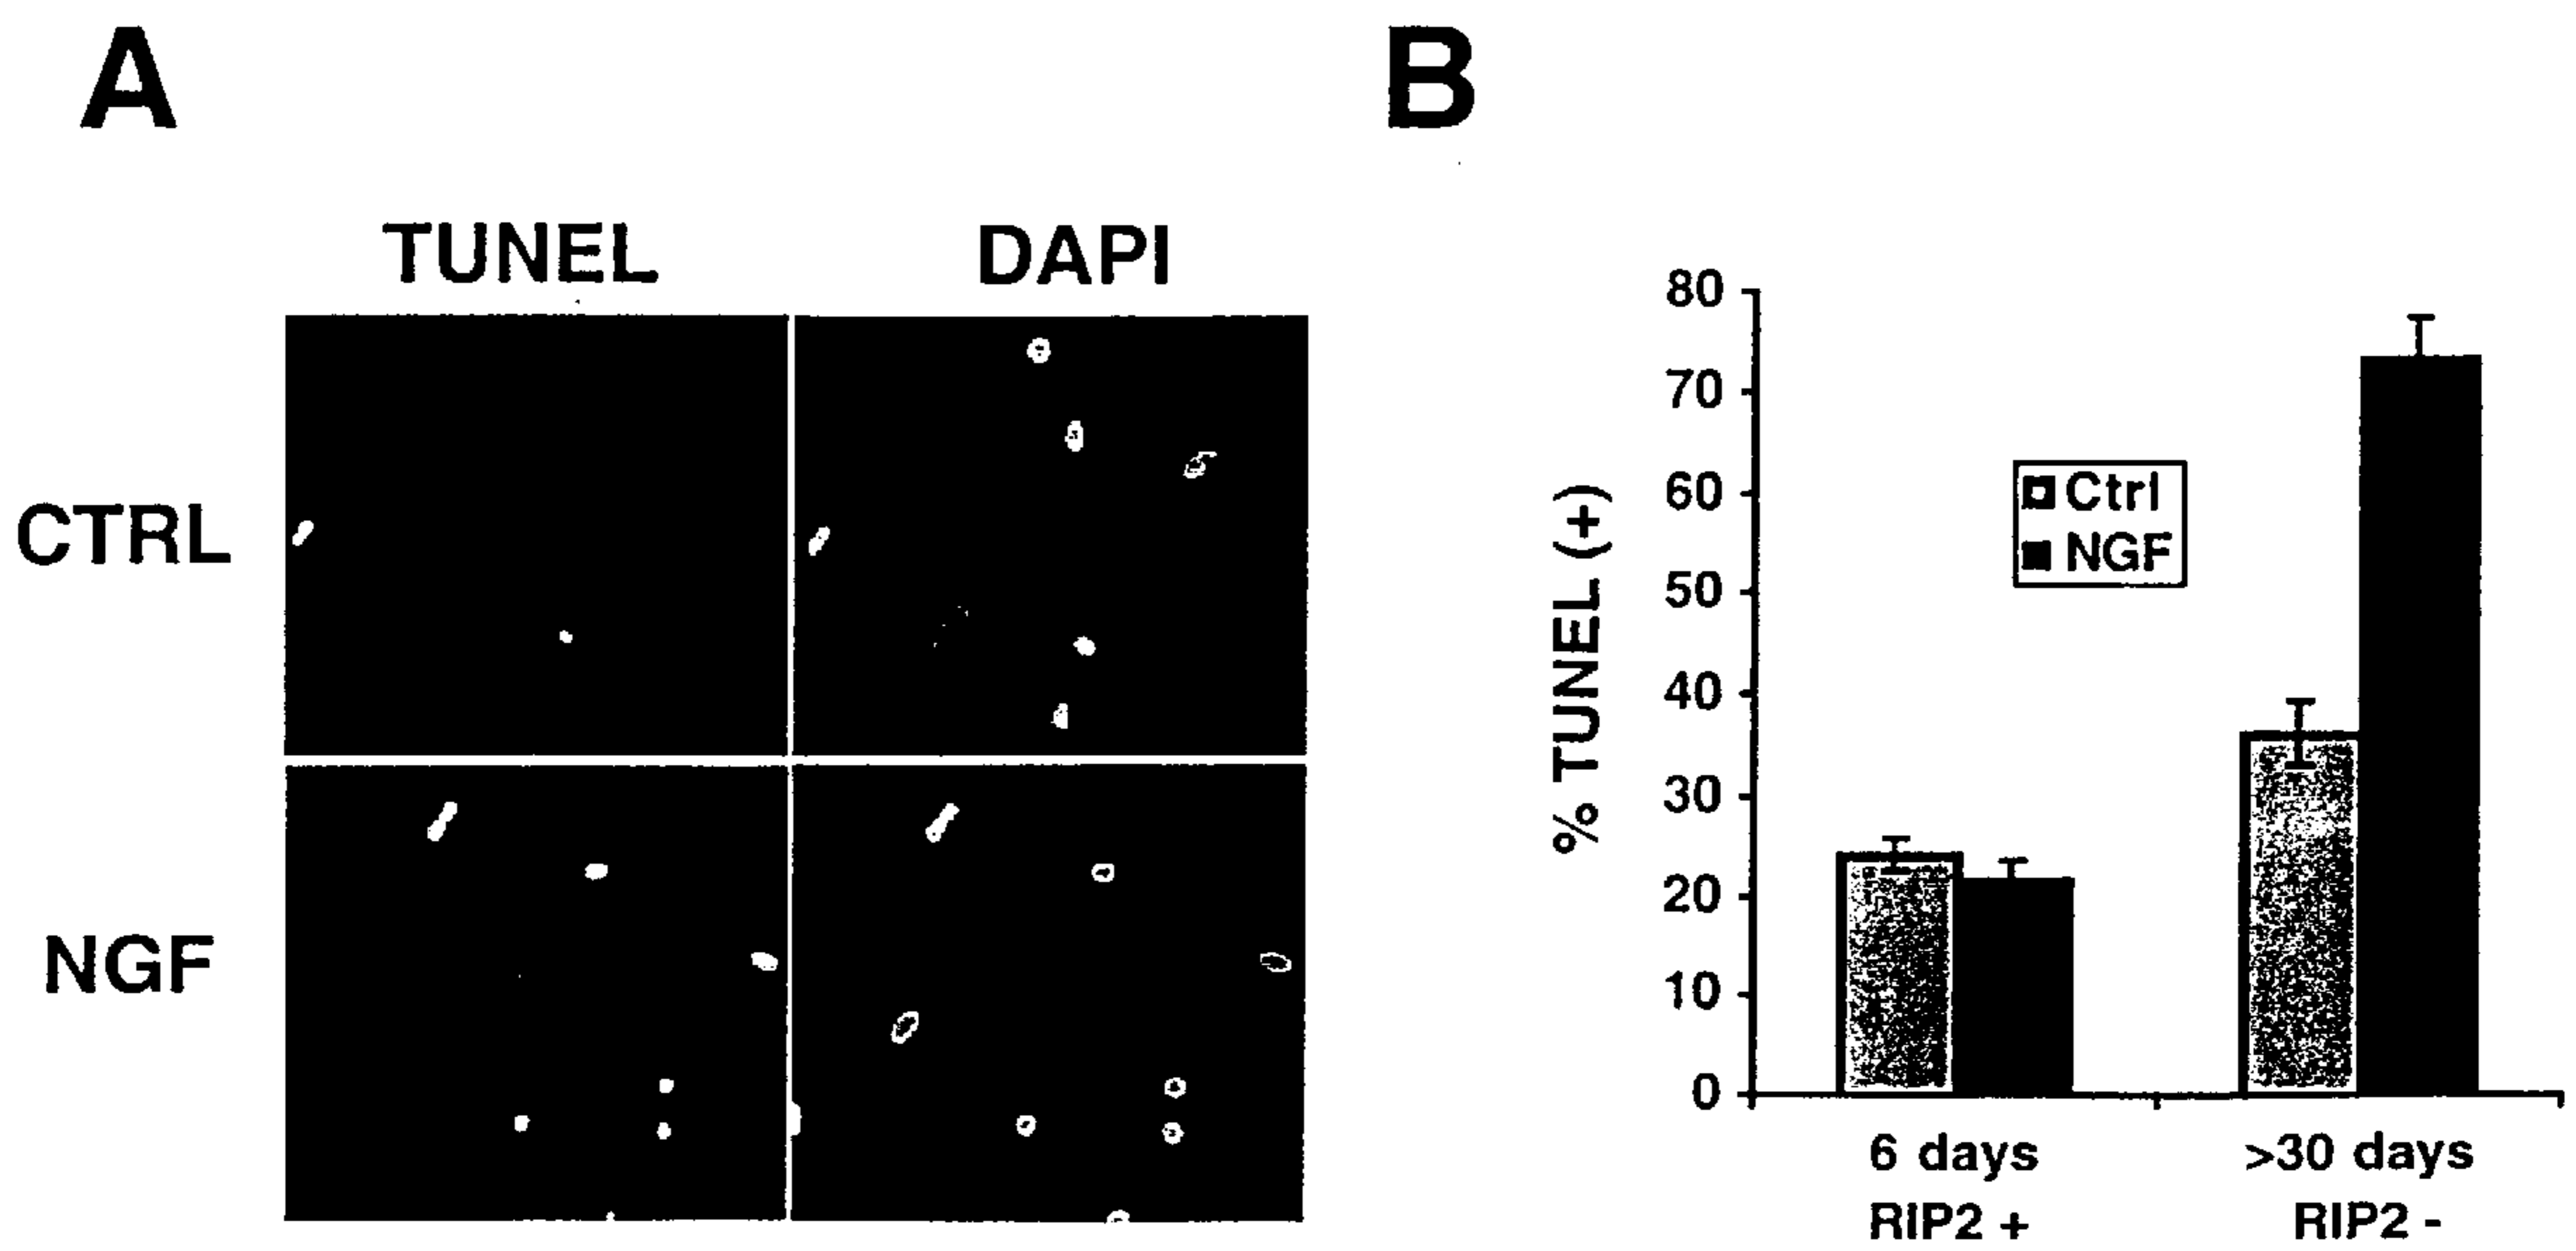 A
B
TUNEL
DAPI
CTRL
NGF
% TUNEL (+)
80
70
60
50
40
30
20
10
0
Ctrl
NGF
6 days
RIP2 +
>30 days
RIP2 -